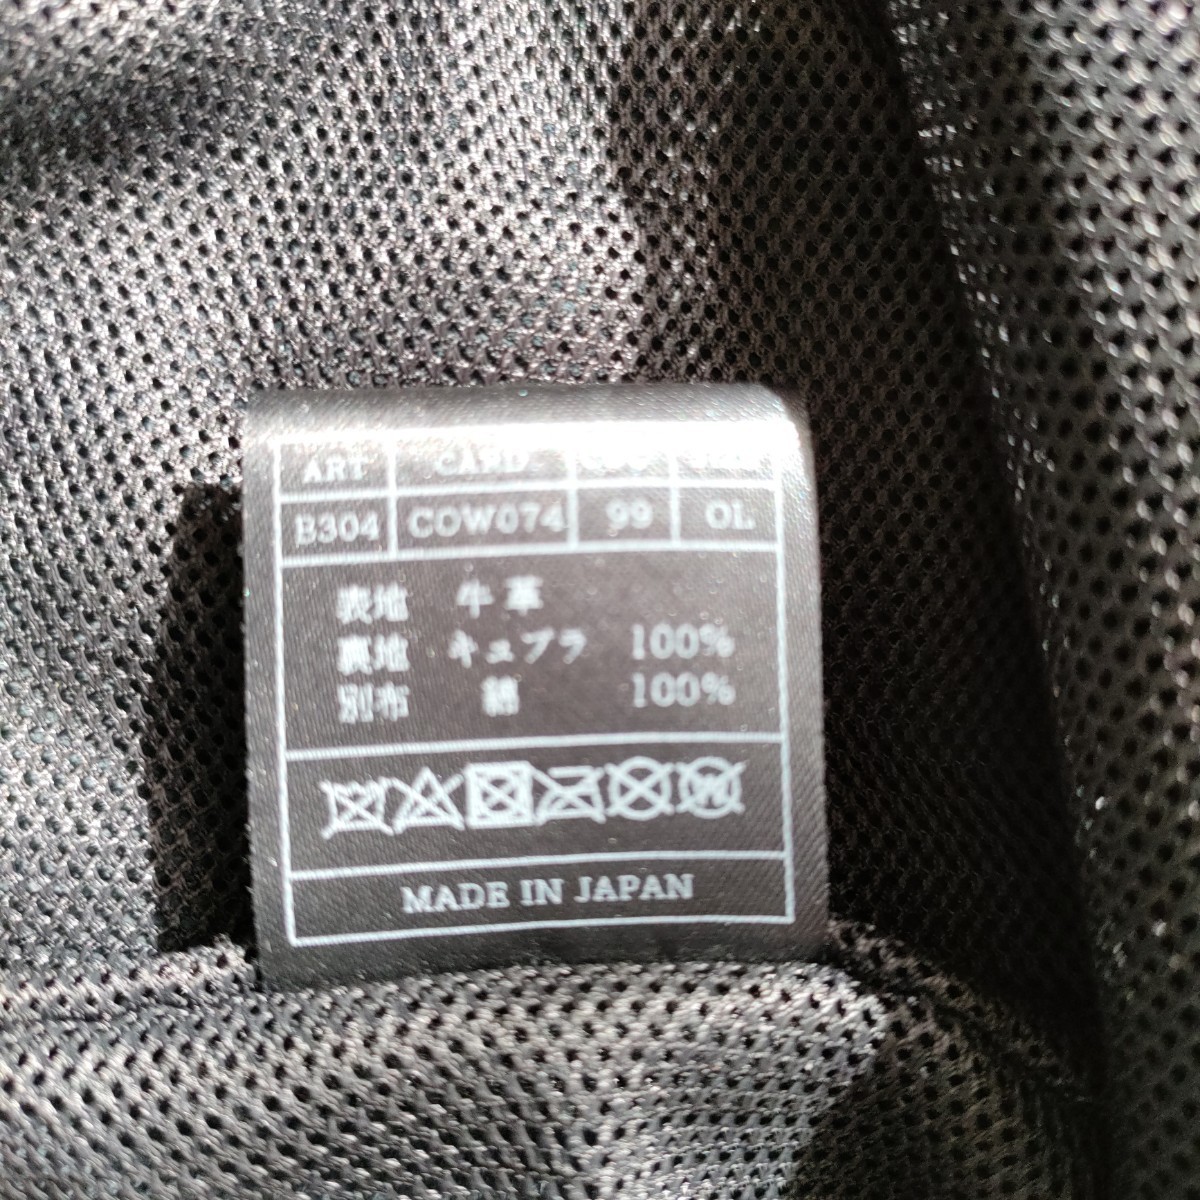 ART CARD
B304 COW074 99 OL
表地 牛革
裏地 キュプラ 100%
別布 綿 100%
MADE IN JAPAN